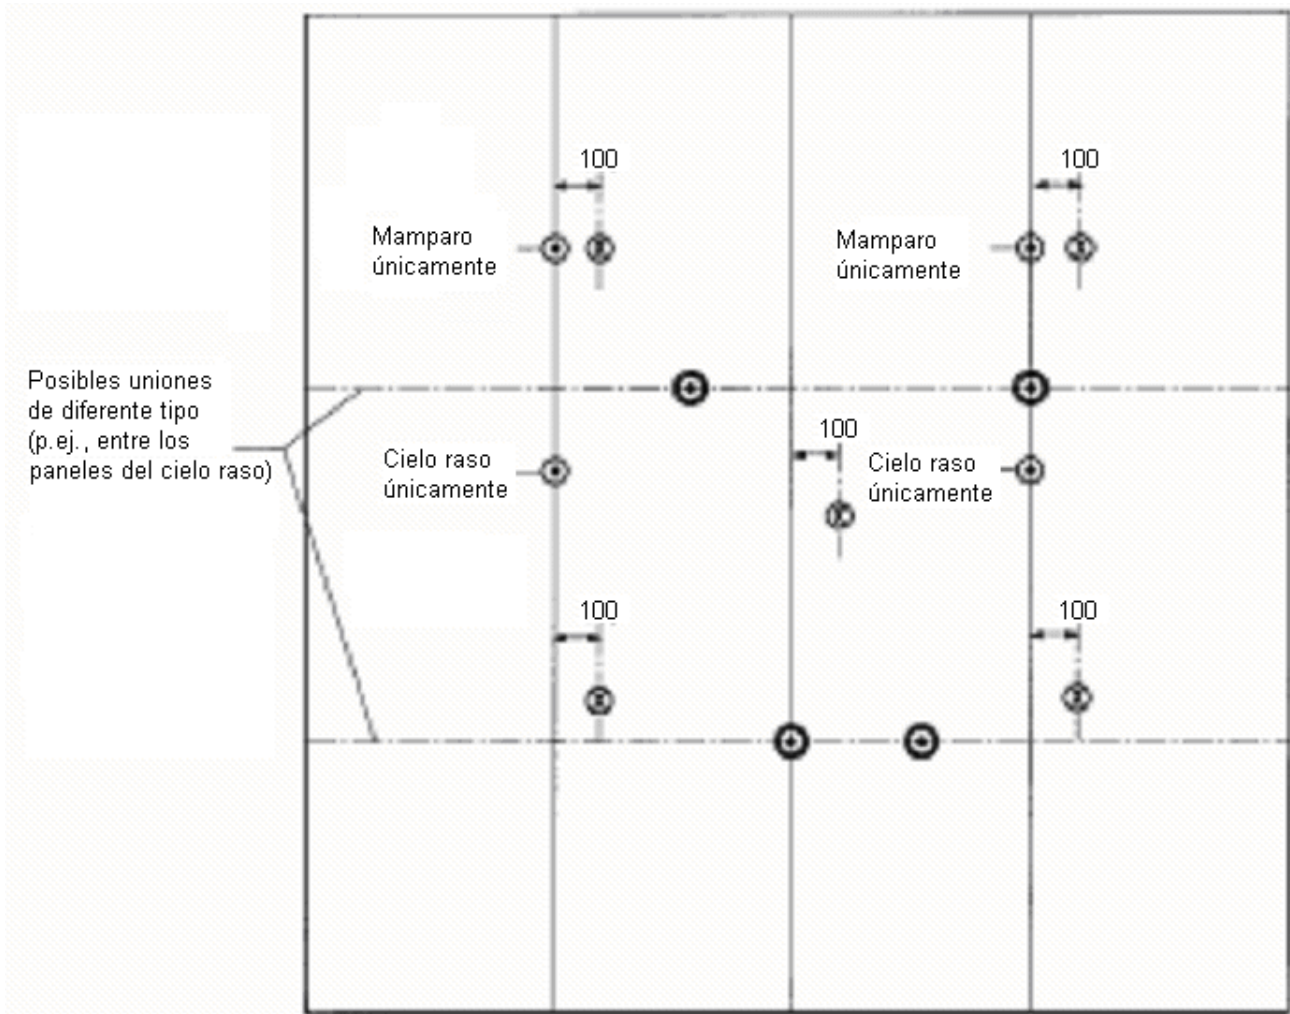 100
100
Mamparo
únicamente
Mamparo
únicamente
Posibles uniones
de diferente tipo
(p.ej., entre los
paneles del cielo raso)
100
Cielo raso
únicamente
Cielo raso
únicamente
100
100